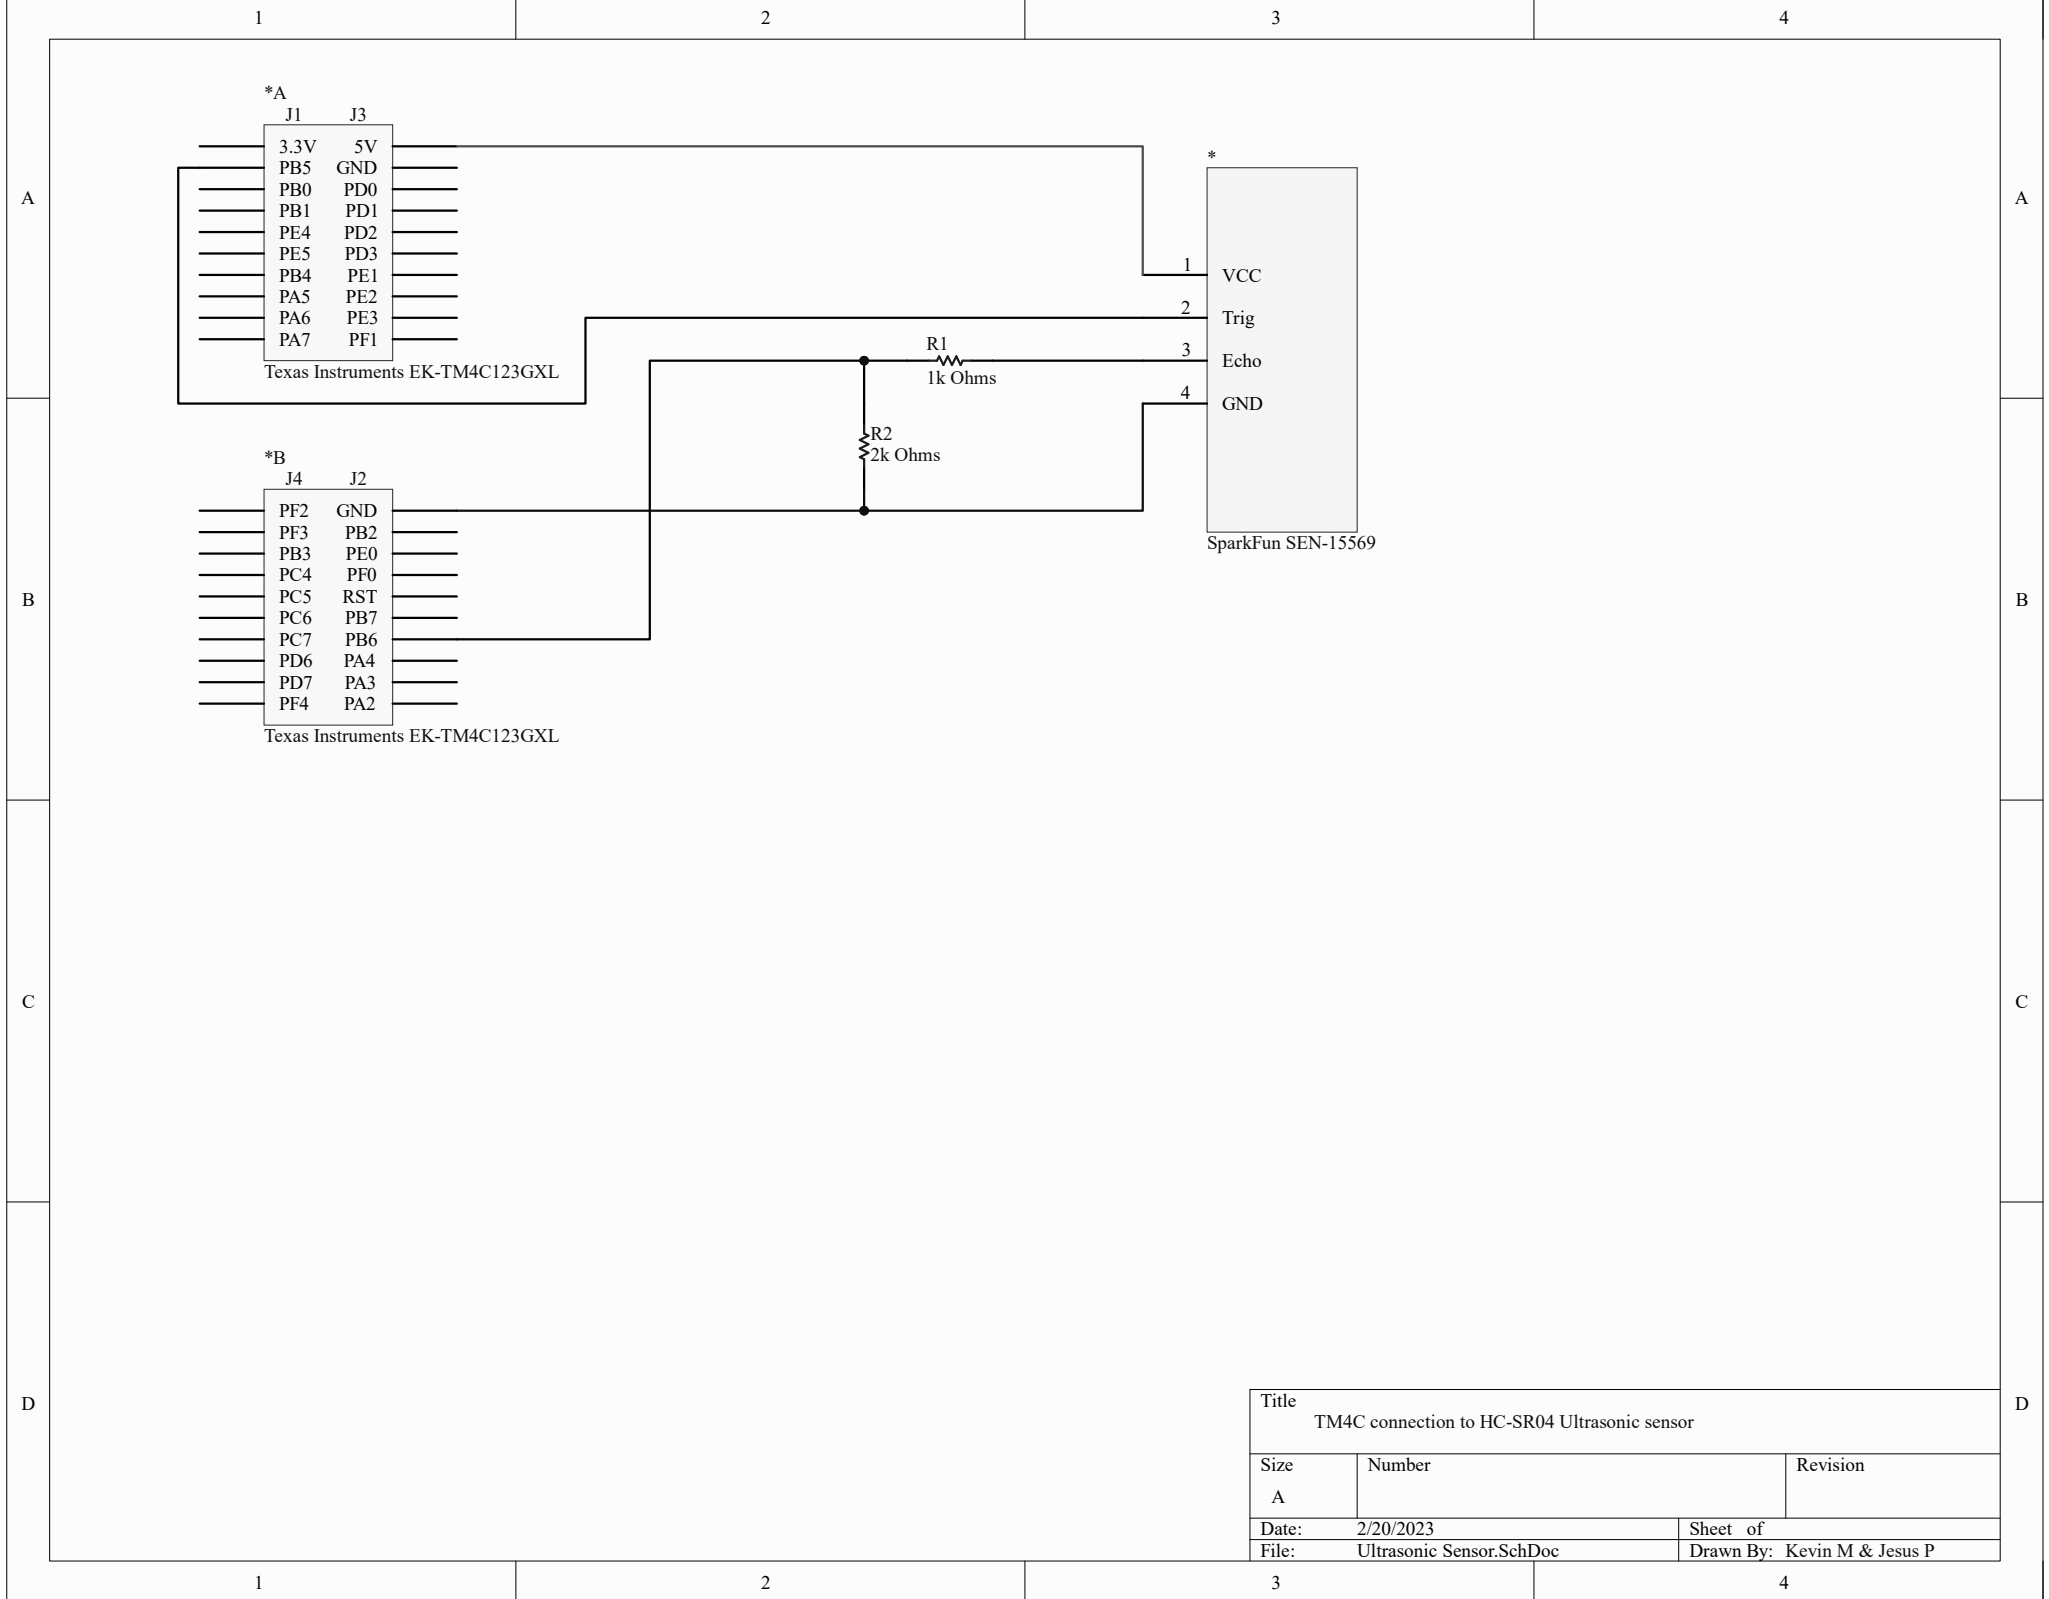 1 2 3 4
*A
J1 J3
3.3V 5V
PB5 GND
PB0 PD0
PB1 PD1
PE4 PD2
PE5 PD3
PB4 PE1
PA5 PE2
PA6 PE3
PA7 PF1
Texas Instruments EK-TM4C123GXL
*
1 VCC
2 Trig
3 Echo
4 GND
SparkFun SEN-15569
R1
1k Ohms
R2
2k Ohms
*B
J4 J2
PF2 GND
PF3 PB2
PB3 PE0
PC4 PF0
PC5 RST
PC6 PB7
PC7 PB6
PD6 PA4
PD7 PA3
PF4 PA2
Texas Instruments EK-TM4C123GXL
A A
B B
C C
D D
Title
TM4C connection to HC-SR04 Ultrasonic sensor
Size Number Revision
A
Date: 2/20/2023 Sheet of
File: Ultrasonic Sensor.SchDoc Drawn By: Kevin M & Jesus P
1 2 3 4